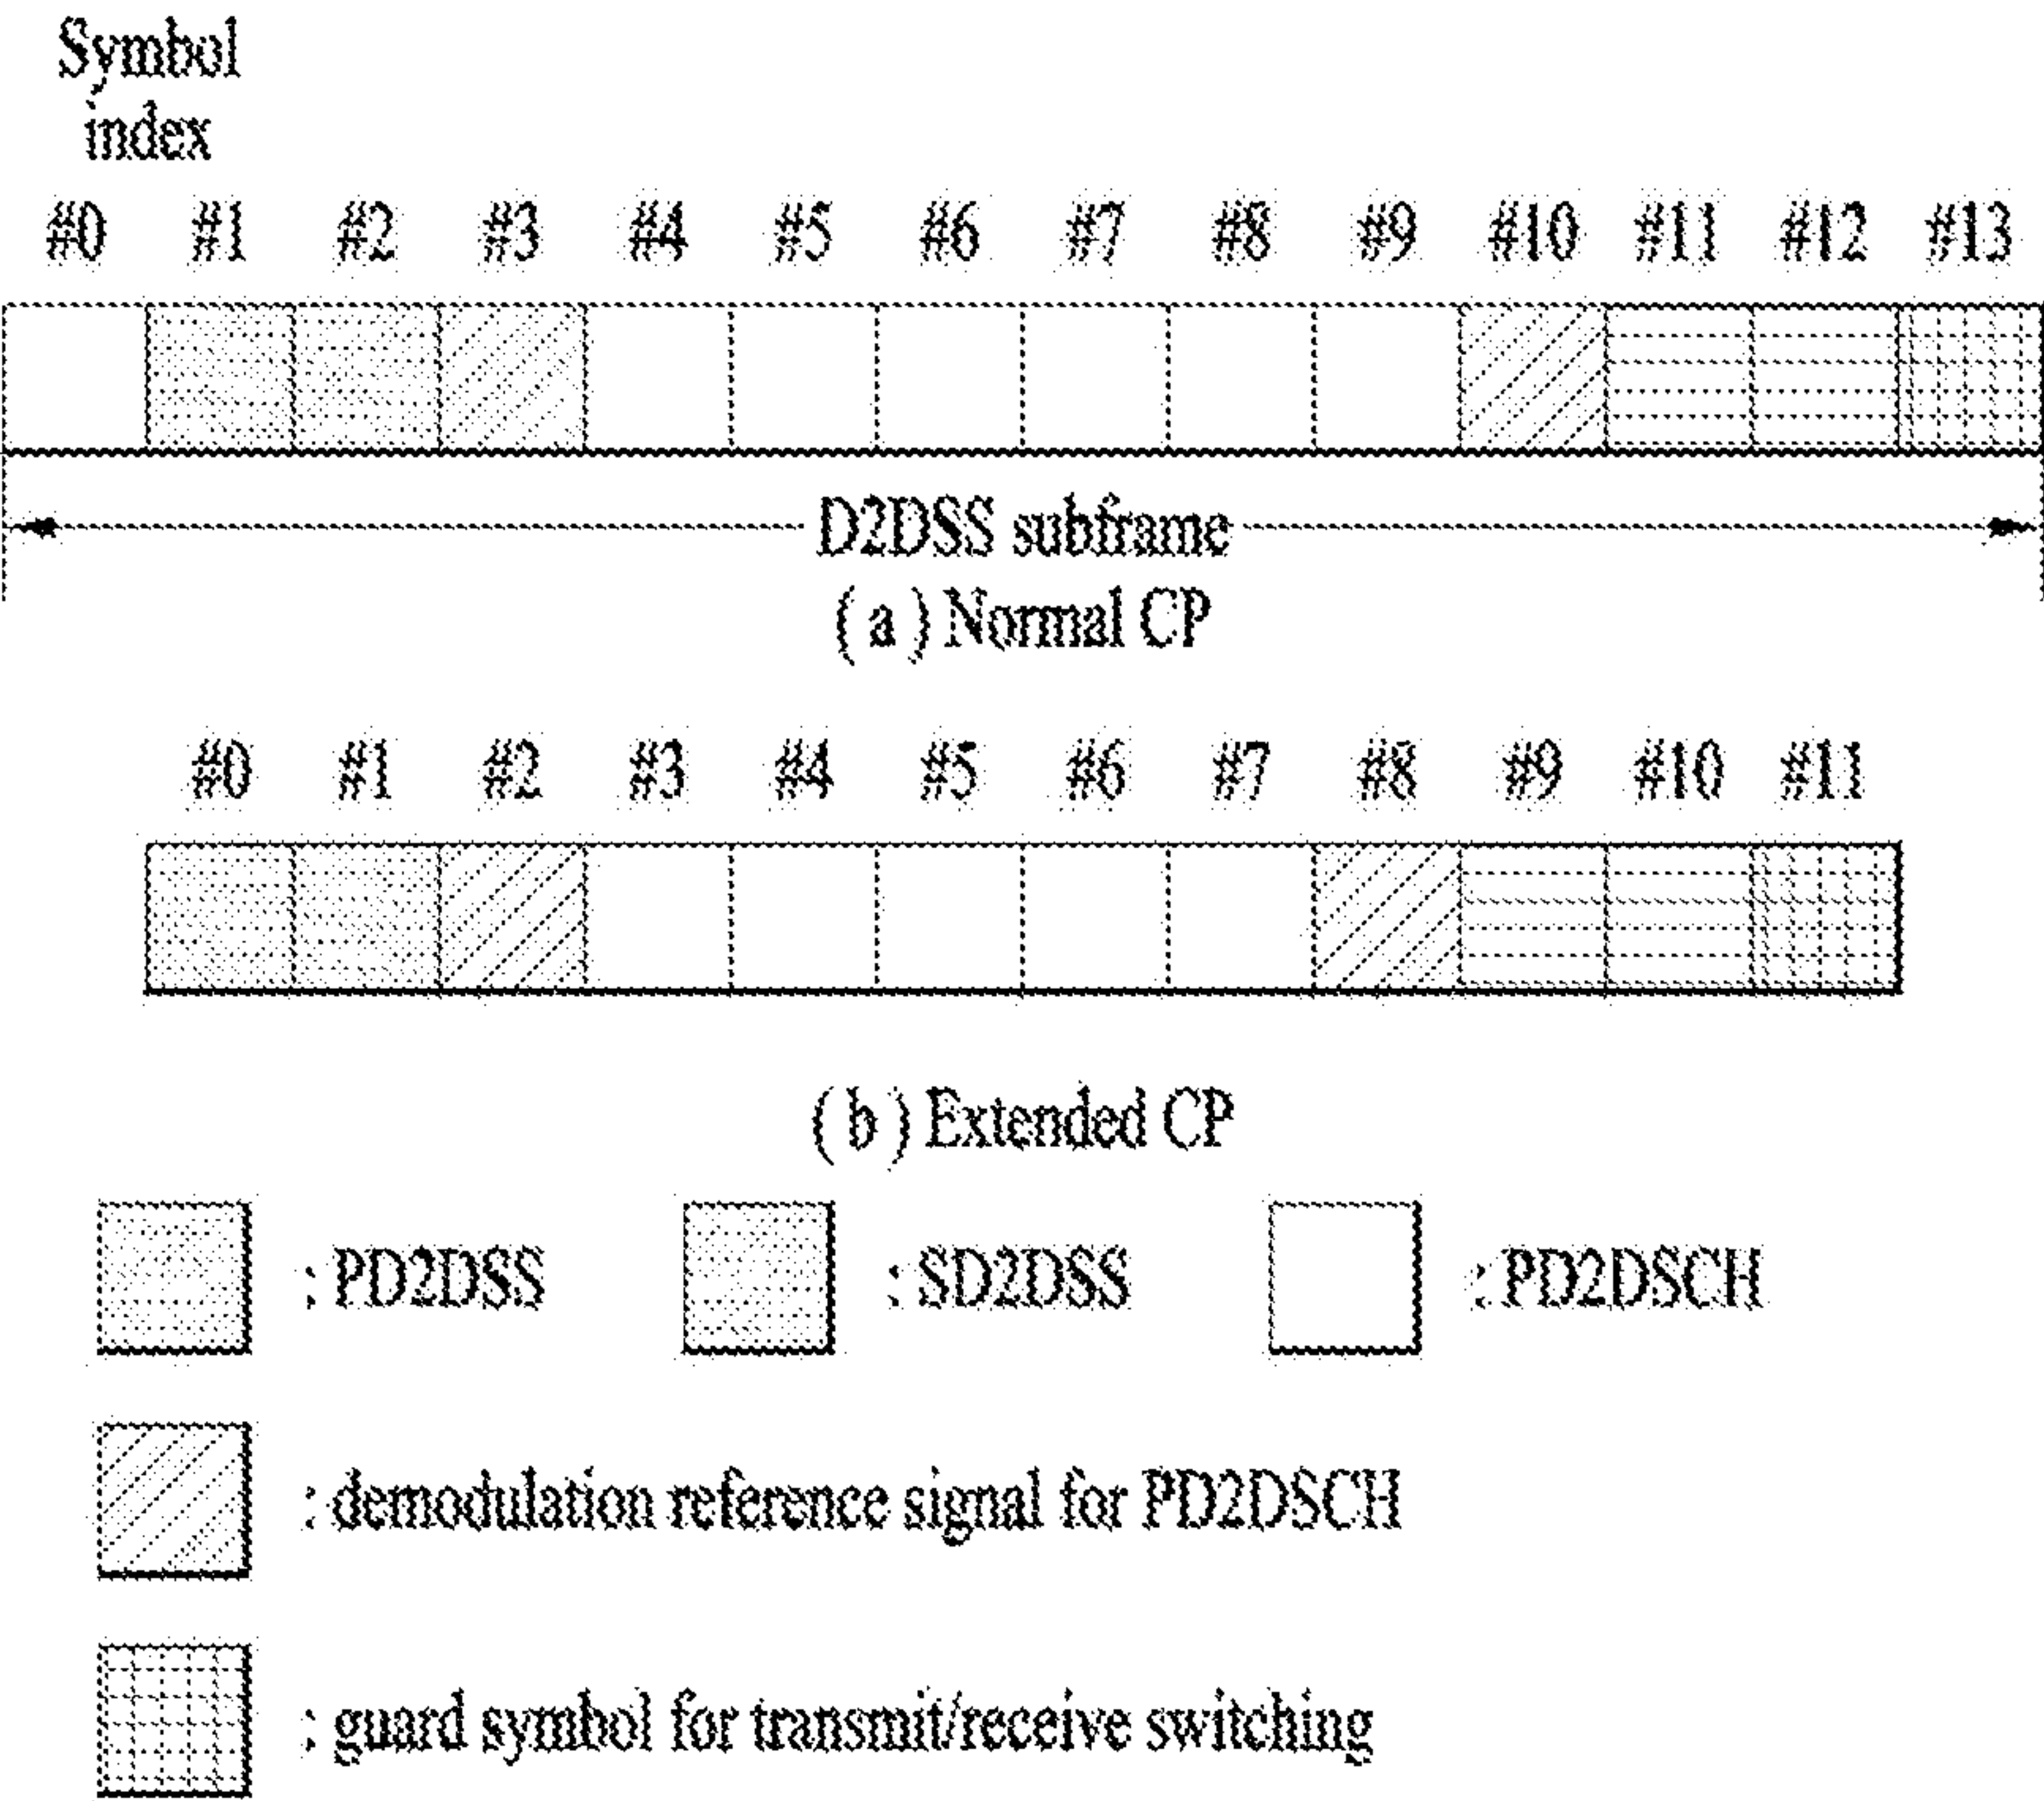 Symbol
index
#0 #1 #2 #3 #4 #5 #6 #7 #8 #9 #10 #11 #12 #13
D2DSS subframe
( a ) Normal CP
#0 #1 #2 #3 #4 #5 #6 #7 #8 #9 #10 #11
( b ) Extended CP
: PD2DSS : SD2DSS : PD2DSCH
: demodulation reference signal for PD2DSCH
: guard symbol for transmit/receive switching